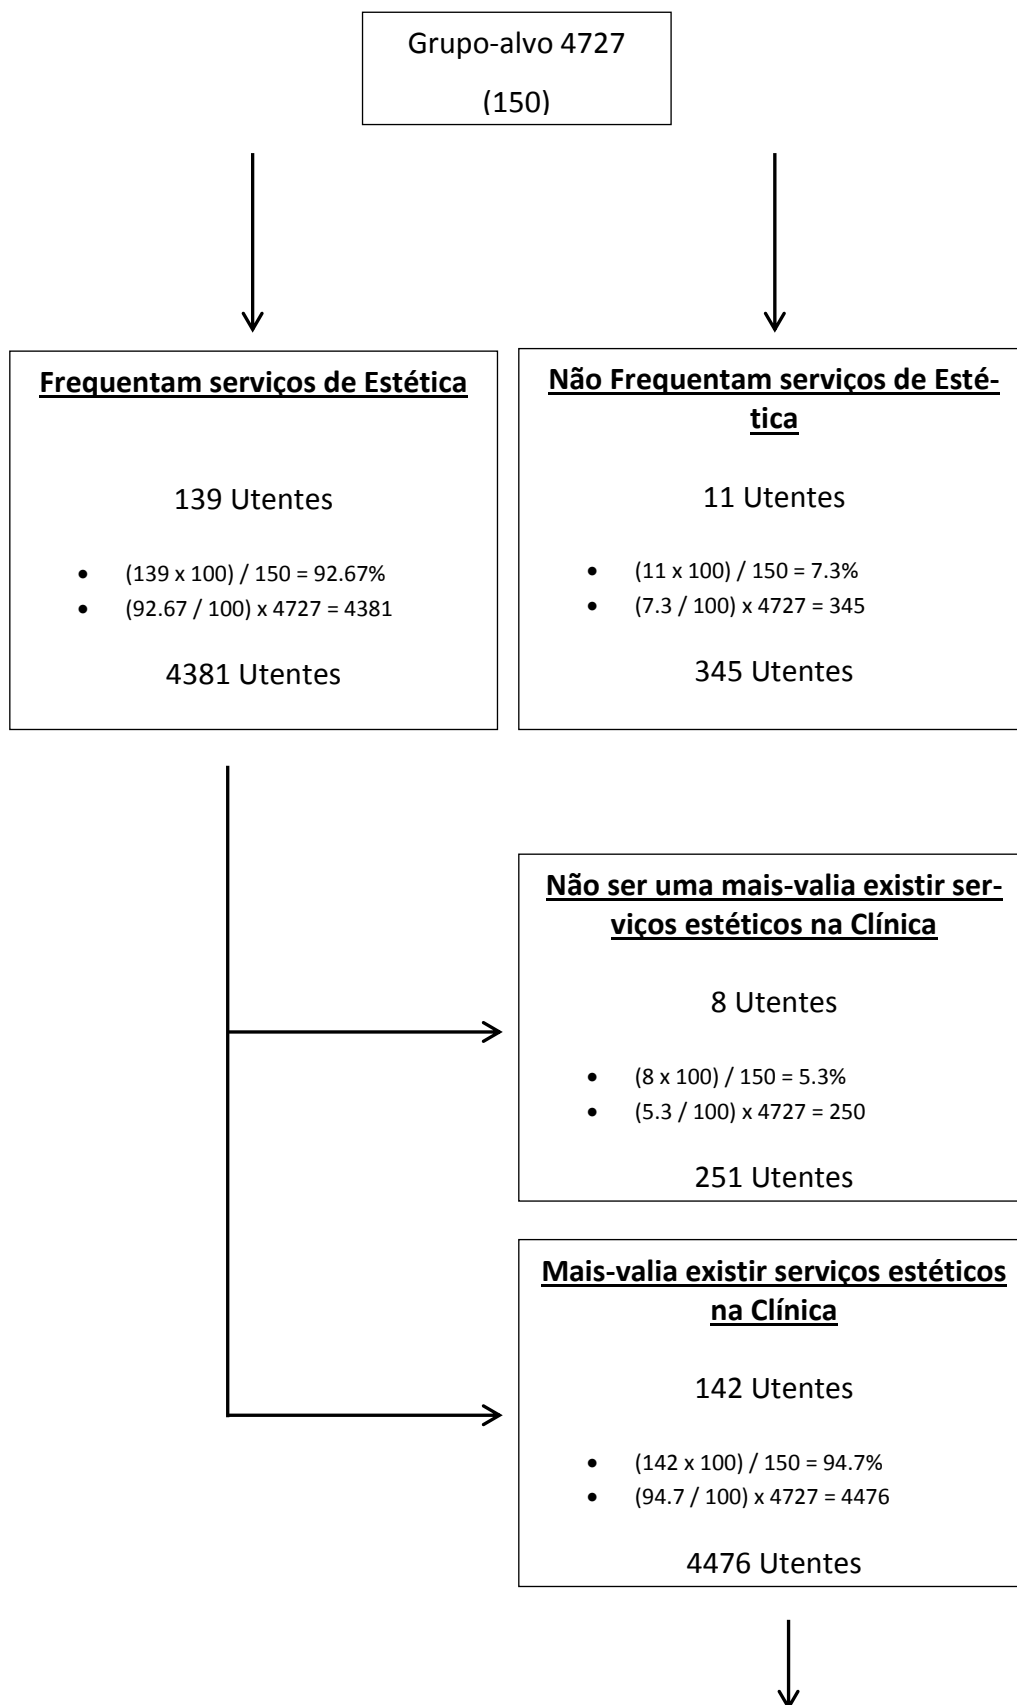 Grupo-alvo 4727
(150)
Frequentam serviços de Estética
139 Utentes
• (139 x 100) / 150 = 92.67%
• (92.67 / 100) x 4727 = 4381
4381 Utentes
Não Frequentam serviços de Esté-
tica
11 Utentes
• (11 x 100) / 150 = 7.3%
• (7.3 / 100) x 4727 = 345
345 Utentes
Não ser uma mais-valia existir ser-
viços estéticos na Clínica
8 Utentes
• (8 x 100) / 150 = 5.3%
• (5.3 / 100) x 4727 = 250
251 Utentes
Mais-valia existir serviços estéticos
na Clínica
142 Utentes
• (142 x 100) / 150 = 94.7%
• (94.7 / 100) x 4727 = 4476
4476 Utentes